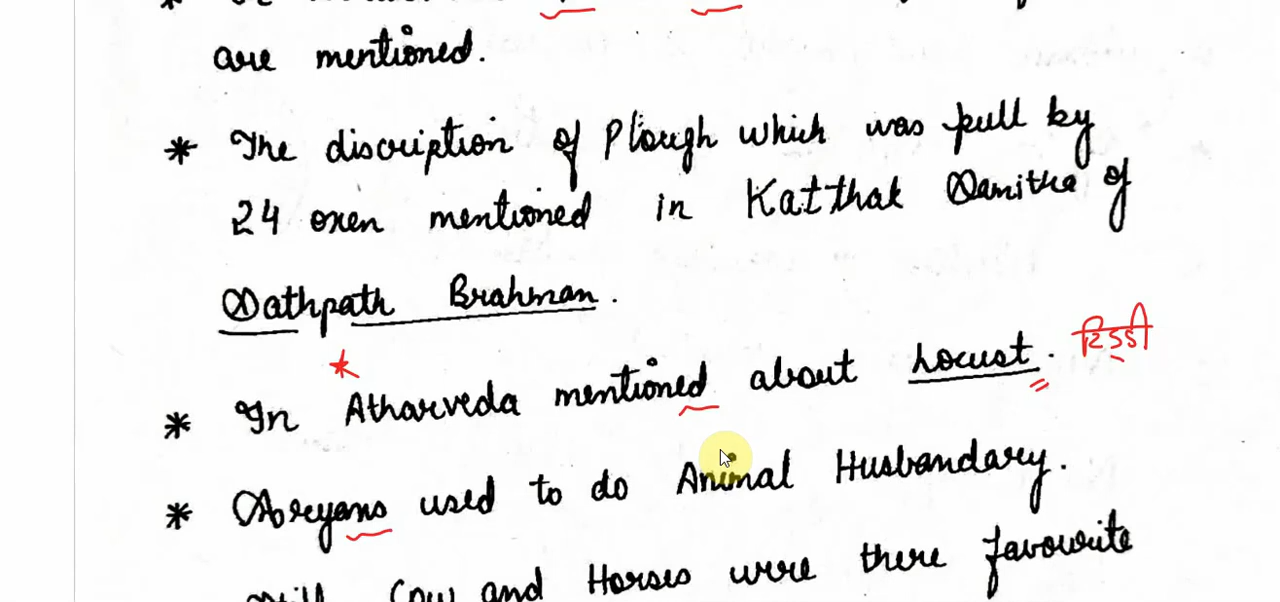 are mentioned.
* The discription of Plough which was pull by
24 oxen mentioned in Katthak Samitha of
Sathpath Brahman.
* In Atharveda mentioned about locust.
* Aryans used to do Animal Husbandary.
Still Cow and Horses were there favourite